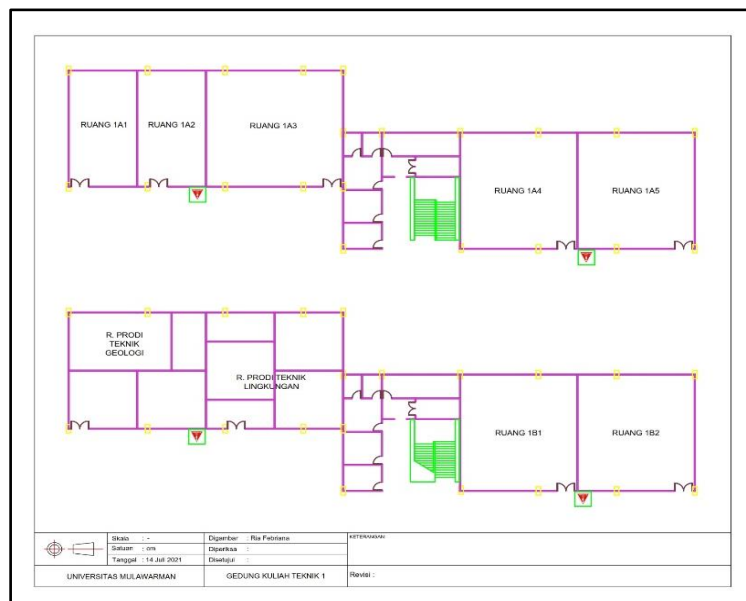 RUANG 1A1
RUANG 1A2
RUANG 1A3
RUANG 1A4
RUANG 1A5
R. PRODI
TEKNIK
GEOLOGI
R. PRODI TEKNIK
LINGKUNGAN
RUANG 1B1
RUANG 1B2
Skala : -
Satuan : cm
Tanggal : 14 Juli 2021
Digambar : Ria Febriana
Diperiksa :
Disetujui :
KETERANGAN
UNIVERSITAS MULAWARMAN
GEDUNG KULIAH TEKNIK 1
Revisi :